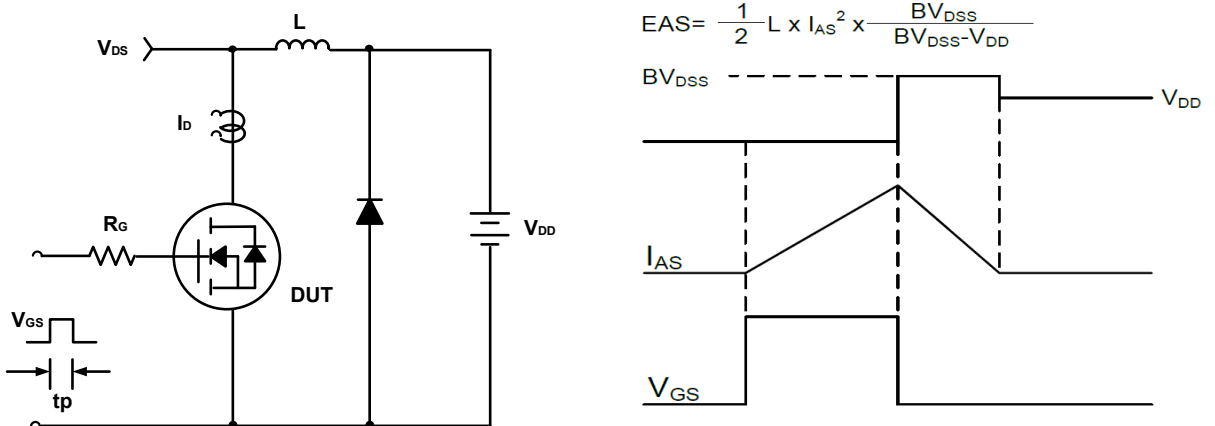 L
VDS
ID
RG
VDD
DUT
VGS
tp
EAS= 1/2 L x IAS² x BVDSS/BVDSS-VDD
BVDSS
VDD
IAS
VGS